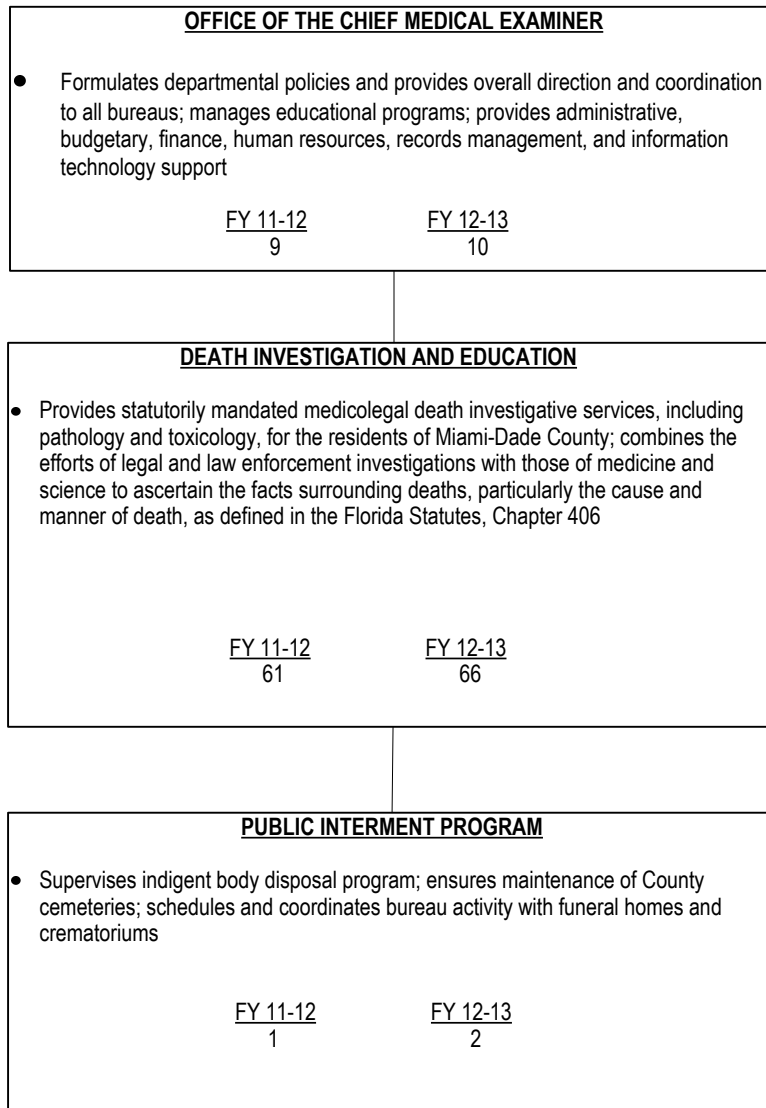 OFFICE OF THE CHIEF MEDICAL EXAMINER
• Formulates departmental policies and provides overall direction and coordination
to all bureaus; manages educational programs; provides administrative,
budgetary, finance, human resources, records management, and information
technology support
FY 11-12 FY 12-13
9 10
DEATH INVESTIGATION AND EDUCATION
• Provides statutorily mandated medicolegal death investigative services, including
pathology and toxicology, for the residents of Miami-Dade County; combines the
efforts of legal and law enforcement investigations with those of medicine and
science to ascertain the facts surrounding deaths, particularly the cause and
manner of death, as defined in the Florida Statutes, Chapter 406
FY 11-12 FY 12-13
61 66
PUBLIC INTERMENT PROGRAM
• Supervises indigent body disposal program; ensures maintenance of County
cemeteries; schedules and coordinates bureau activity with funeral homes and
crematoriums
FY 11-12 FY 12-13
1 2